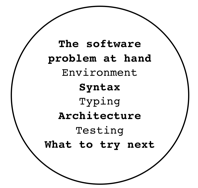 The software
problem at hand
Environment
Syntax
Typing
Architecture
Testing
What to try next